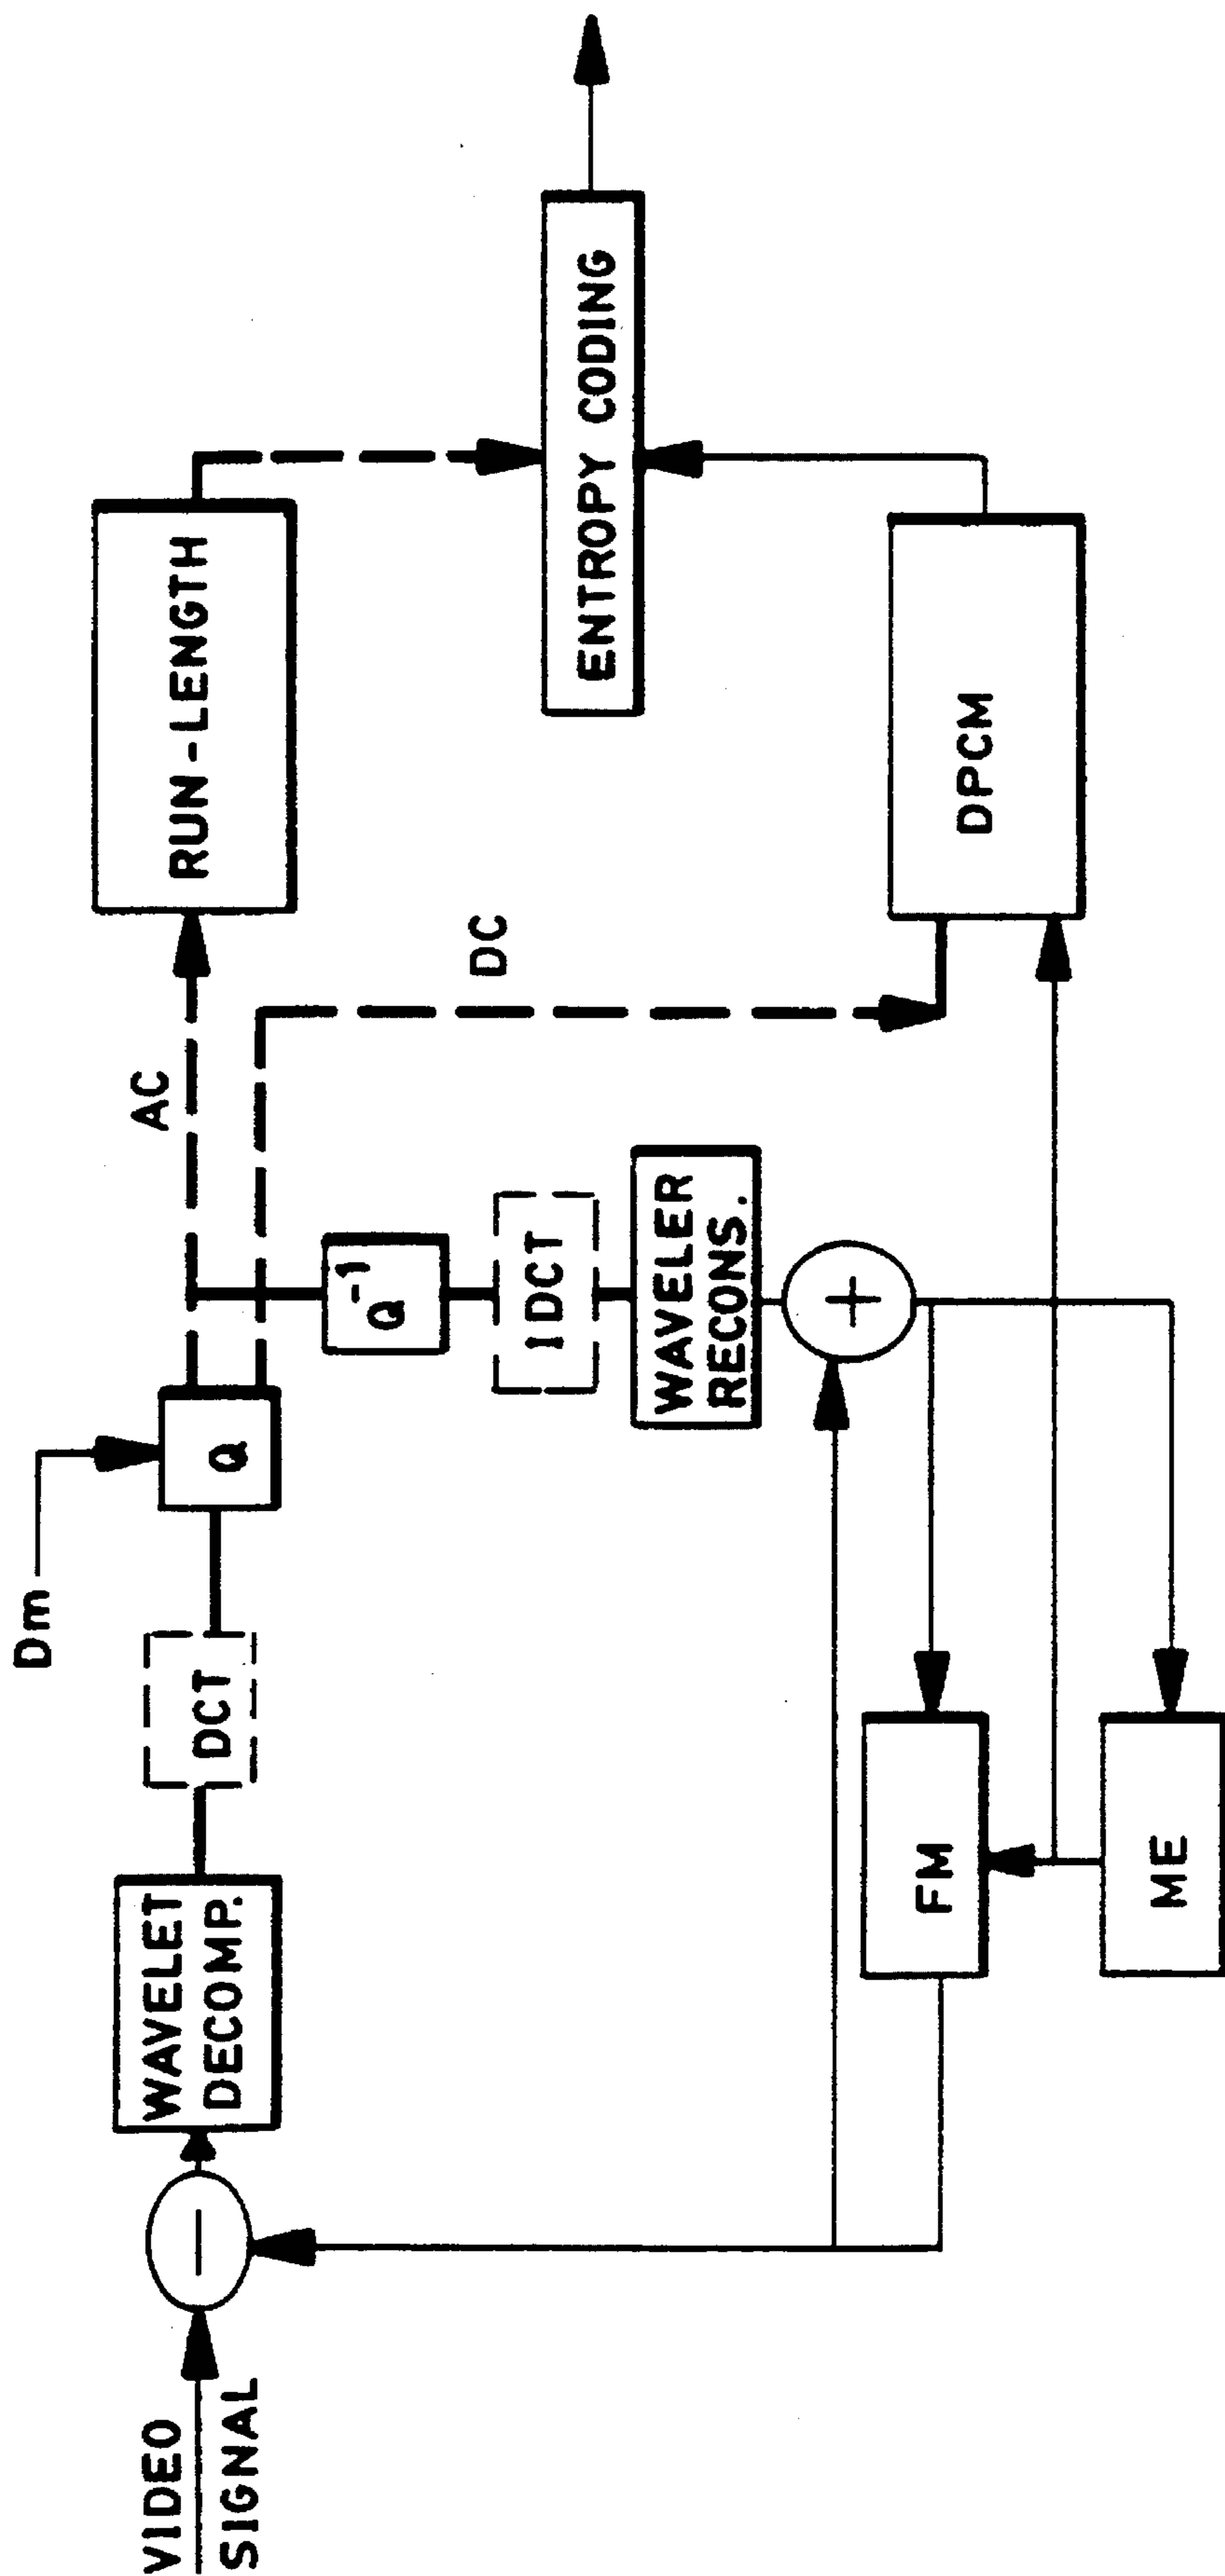 VIDEO
SIGNAL
—
WAVELET
DECOMP.
DCT
Dm
Q
AC
RUN-LENGTH
DC
Q⁻¹
IDCT
WAVELER
RECONS.
+
ENTROPY CODING
FM
ME
DPCM